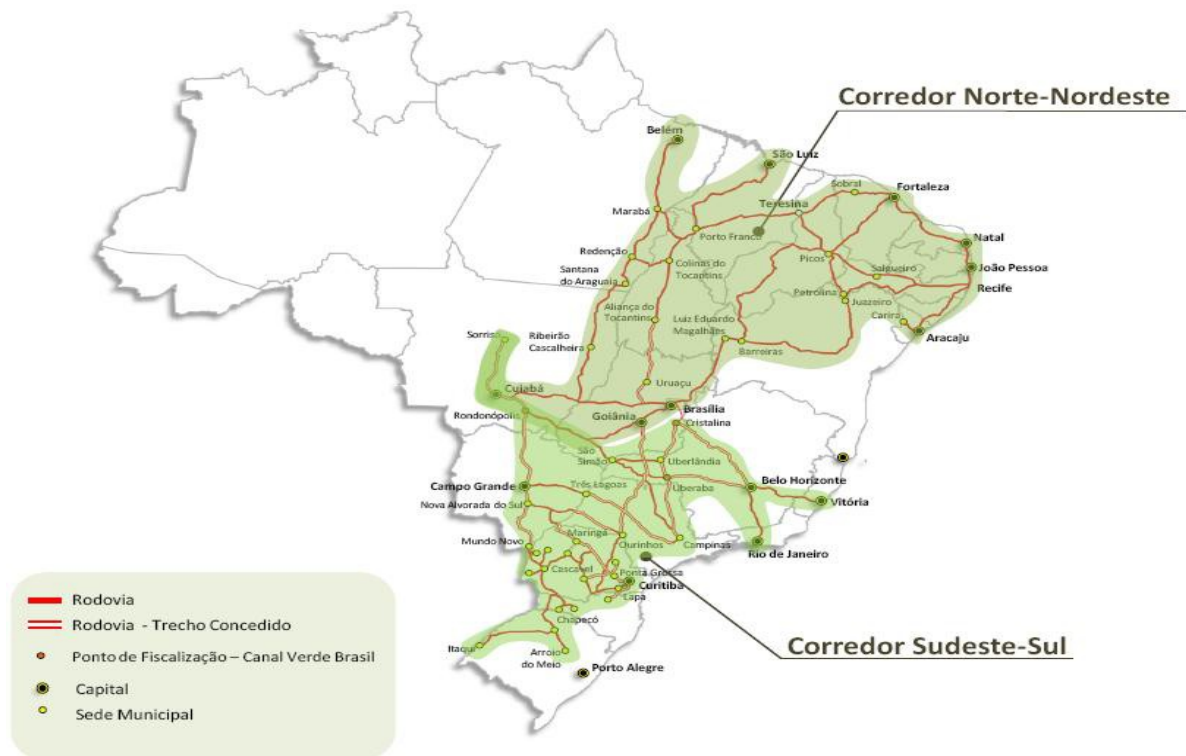 Corredor Norte-Nordeste
Belém
São Luiz
Sobral
Fortaleza
Teresina
Marabá
Porto Franco
Natal
Redenção
Colinas do
Tocantins
Picos
Salgueiro
João Pessoa
Santana
do Araguaia
Recife
Petrolina
Juazeiro
Aliança do
Tocantins
Luiz Eduardo
Magalhães
Carira
Aracaju
Sorriso
Ribeirão
Cascalheira
Barreiras
Uruaçu
Cuiabá
Brasília
Rondonópolis
Goiânia
Cristalina
São
Simão
Uberlândia
Campo Grande
Três Lagoas
Uberaba
Belo Horizonte
Nova Alvorada do Sul
Vitória
Maringá
Mundo Novo
Ourinhos
Campinas
Rio de Janeiro
Cascavel
Ponta Grossa
Curitiba
Lapa
Chapecó
Corredor Sudeste-Sul
Itaqui
Arroio
do Meio
Porto Alegre
Rodovia
Rodovia - Trecho Concedido
Ponto de Fiscalização – Canal Verde Brasil
Capital
Sede Municipal